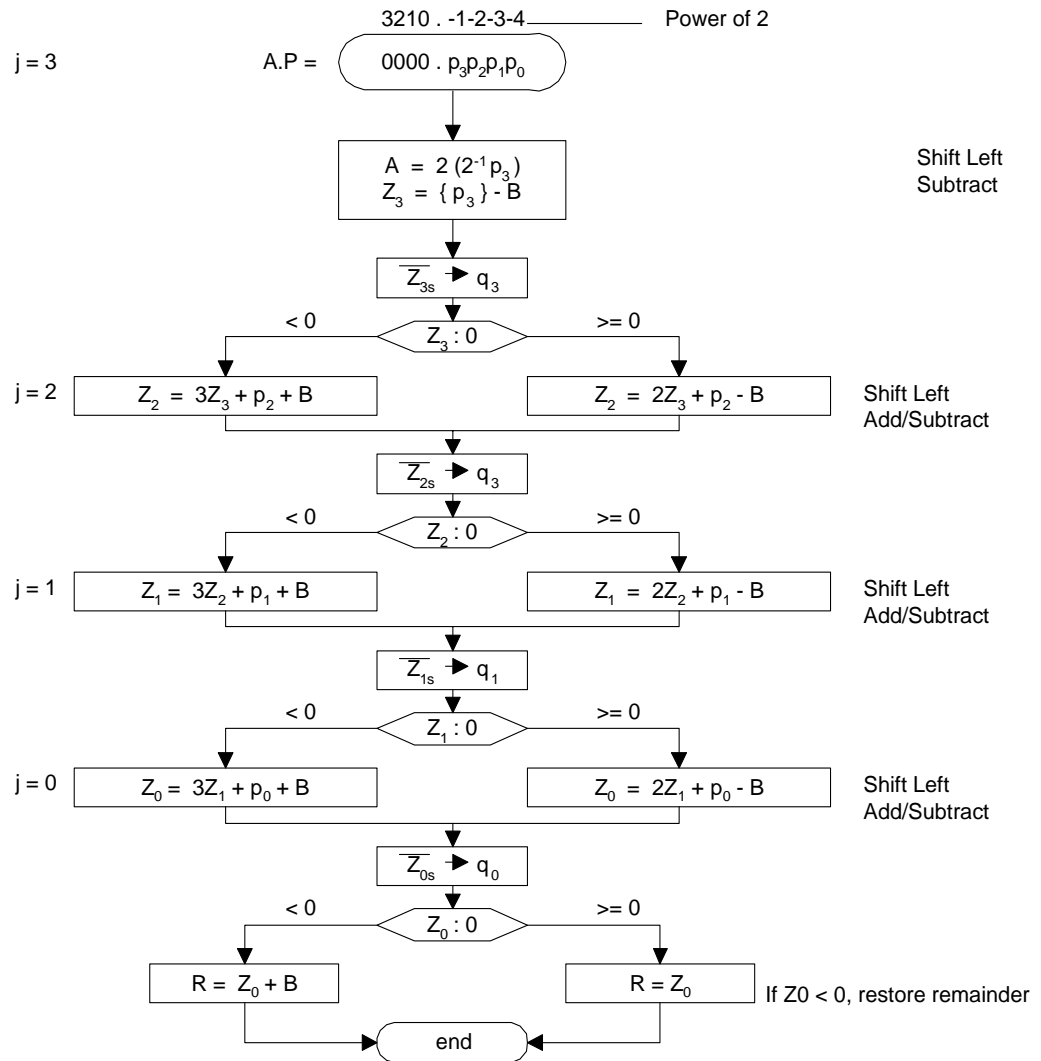 3210 . -1-2-3-4 Power of 2
j = 3 A.P = 0000 . p₃p₂p₁p₀
A = 2 (2⁻¹p₃)
Z₃ = { p₃ } - B
Shift Left
Subtract
Z̅₃ₛ → q₃
< 0 Z₃ : 0 >= 0
j = 2 Z₂ = 3Z₃ + p₂ + B Z₂ = 2Z₃ + p₂ - B Shift Left
Add/Subtract
Z̅₂ₛ → q₃
< 0 Z₂ : 0 >= 0
j = 1 Z₁ = 3Z₂ + p₁ + B Z₁ = 2Z₂ + p₁ - B Shift Left
Add/Subtract
Z̅₁ₛ → q₁
< 0 Z₁ : 0 >= 0
j = 0 Z₀ = 3Z₁ + p₀ + B Z₀ = 2Z₁ + p₀ - B Shift Left
Add/Subtract
Z̅₀ₛ → q₀
< 0 Z₀ : 0 >= 0
R = Z₀ + B R = Z₀ If Z0 < 0, restore remainder
end